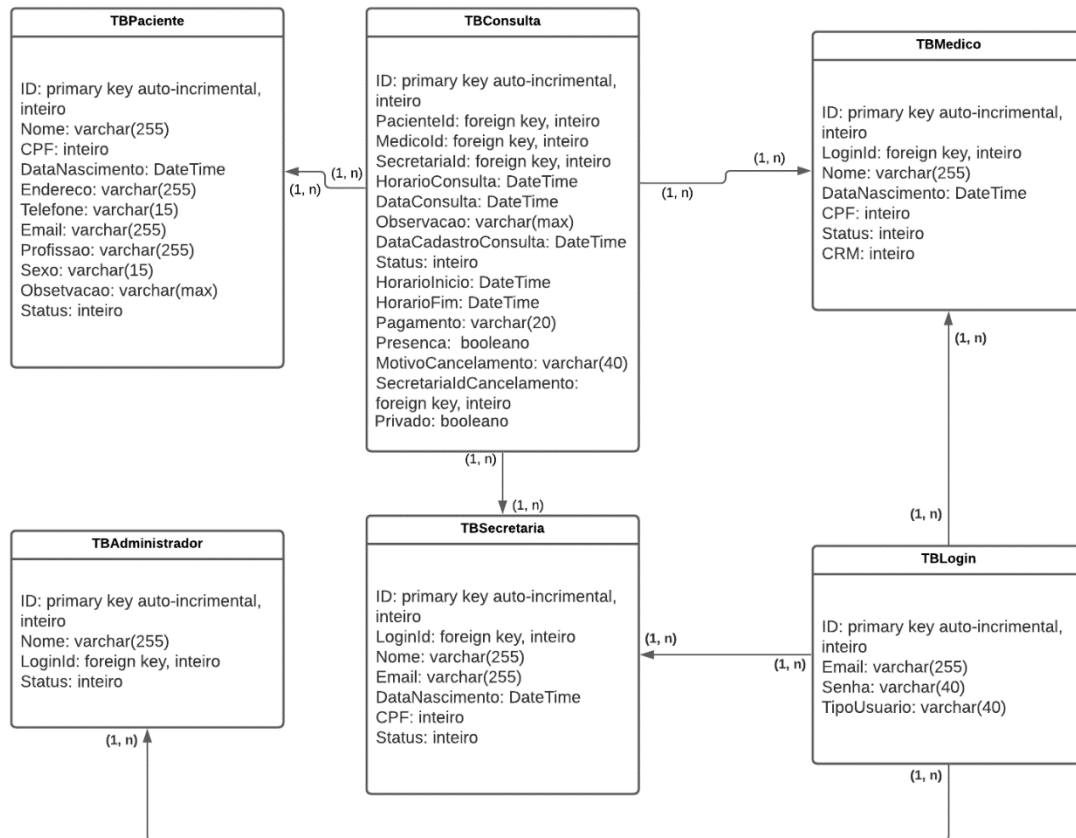 TBPaciente
ID: primary key auto-incrimental,
inteiro
Nome: varchar(255)
CPF: inteiro
DataNascimento: DateTime
Endereco: varchar(255)
Telefone: varchar(15)
Email: varchar(255)
Profissao: varchar(255)
Sexo: varchar(15)
Obsetvacao: varchar(max)
Status: inteiro
(1, n)
(1, n)
TBConsulta
ID: primary key auto-incrimental,
inteiro
PacienteId: foreign key, inteiro
MedicoId: foreign key, inteiro
SecretariaId: foreign key, inteiro
HorarioConsulta: DateTime
DataConsulta: DateTime
Observacao: varchar(max)
DataCadastroConsulta: DateTime
Status: inteiro
HorarioInicio: DateTime
HorarioFim: DateTime
Pagamento: varchar(20)
Presenca: booleano
MotivoCancelamento: varchar(40)
SecretariaIdCancelamento:
foreign key, inteiro
Privado: booleano
(1, n)
(1, n)
TBMedico
ID: primary key auto-incrimental,
inteiro
LoginId: foreign key, inteiro
Nome: varchar(255)
DataNascimento: DateTime
CPF: inteiro
Status: inteiro
CRM: inteiro
(1, n)
(1, n)
(1, n)
(1, n)
TBAdministrador
ID: primary key auto-incrimental,
inteiro
Nome: varchar(255)
LoginId: foreign key, inteiro
Status: inteiro
(1, n)
TBSecretaria
ID: primary key auto-incrimental,
inteiro
LoginId: foreign key, inteiro
Nome: varchar(255)
Email: varchar(255)
DataNascimento: DateTime
CPF: inteiro
Status: inteiro
(1, n)
(1, n)
TBLogin
ID: primary key auto-incrimental,
inteiro
Email: varchar(255)
Senha: varchar(40)
TipoUsuario: varchar(40)
(1, n)